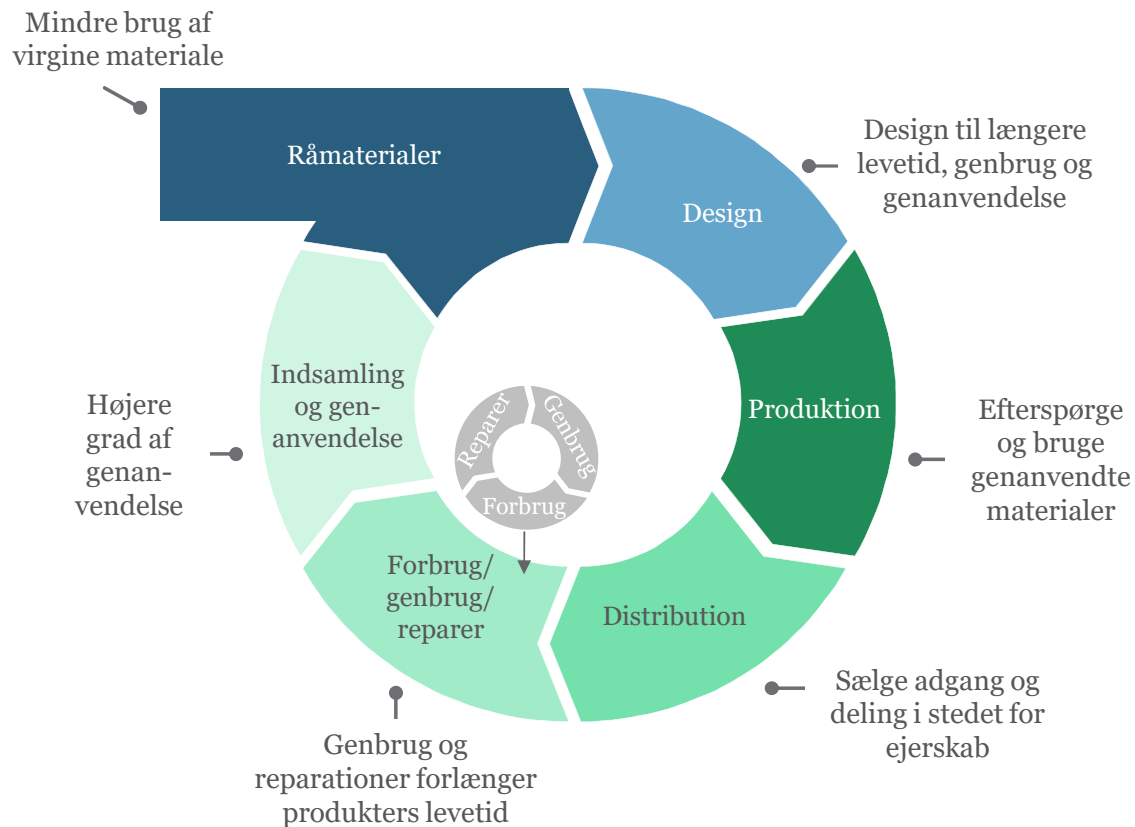 Mindre brug af
virgine materiale
Råmaterialer
Design
Design til længere
levetid, genbrug og
genanvendelse
Produktion
Efterspørge
og bruge
genanvendte
materialer
Distribution
Sælge adgang og
deling i stedet for
ejerskab
Forbrug/
genbrug/
reparer
Genbrug og
reparationer forlænger
produkters levetid
Indsamling
og gen-
anvendelse
Højere
grad af
genan-
vendelse
Reparer
Genbrug
Forbrug